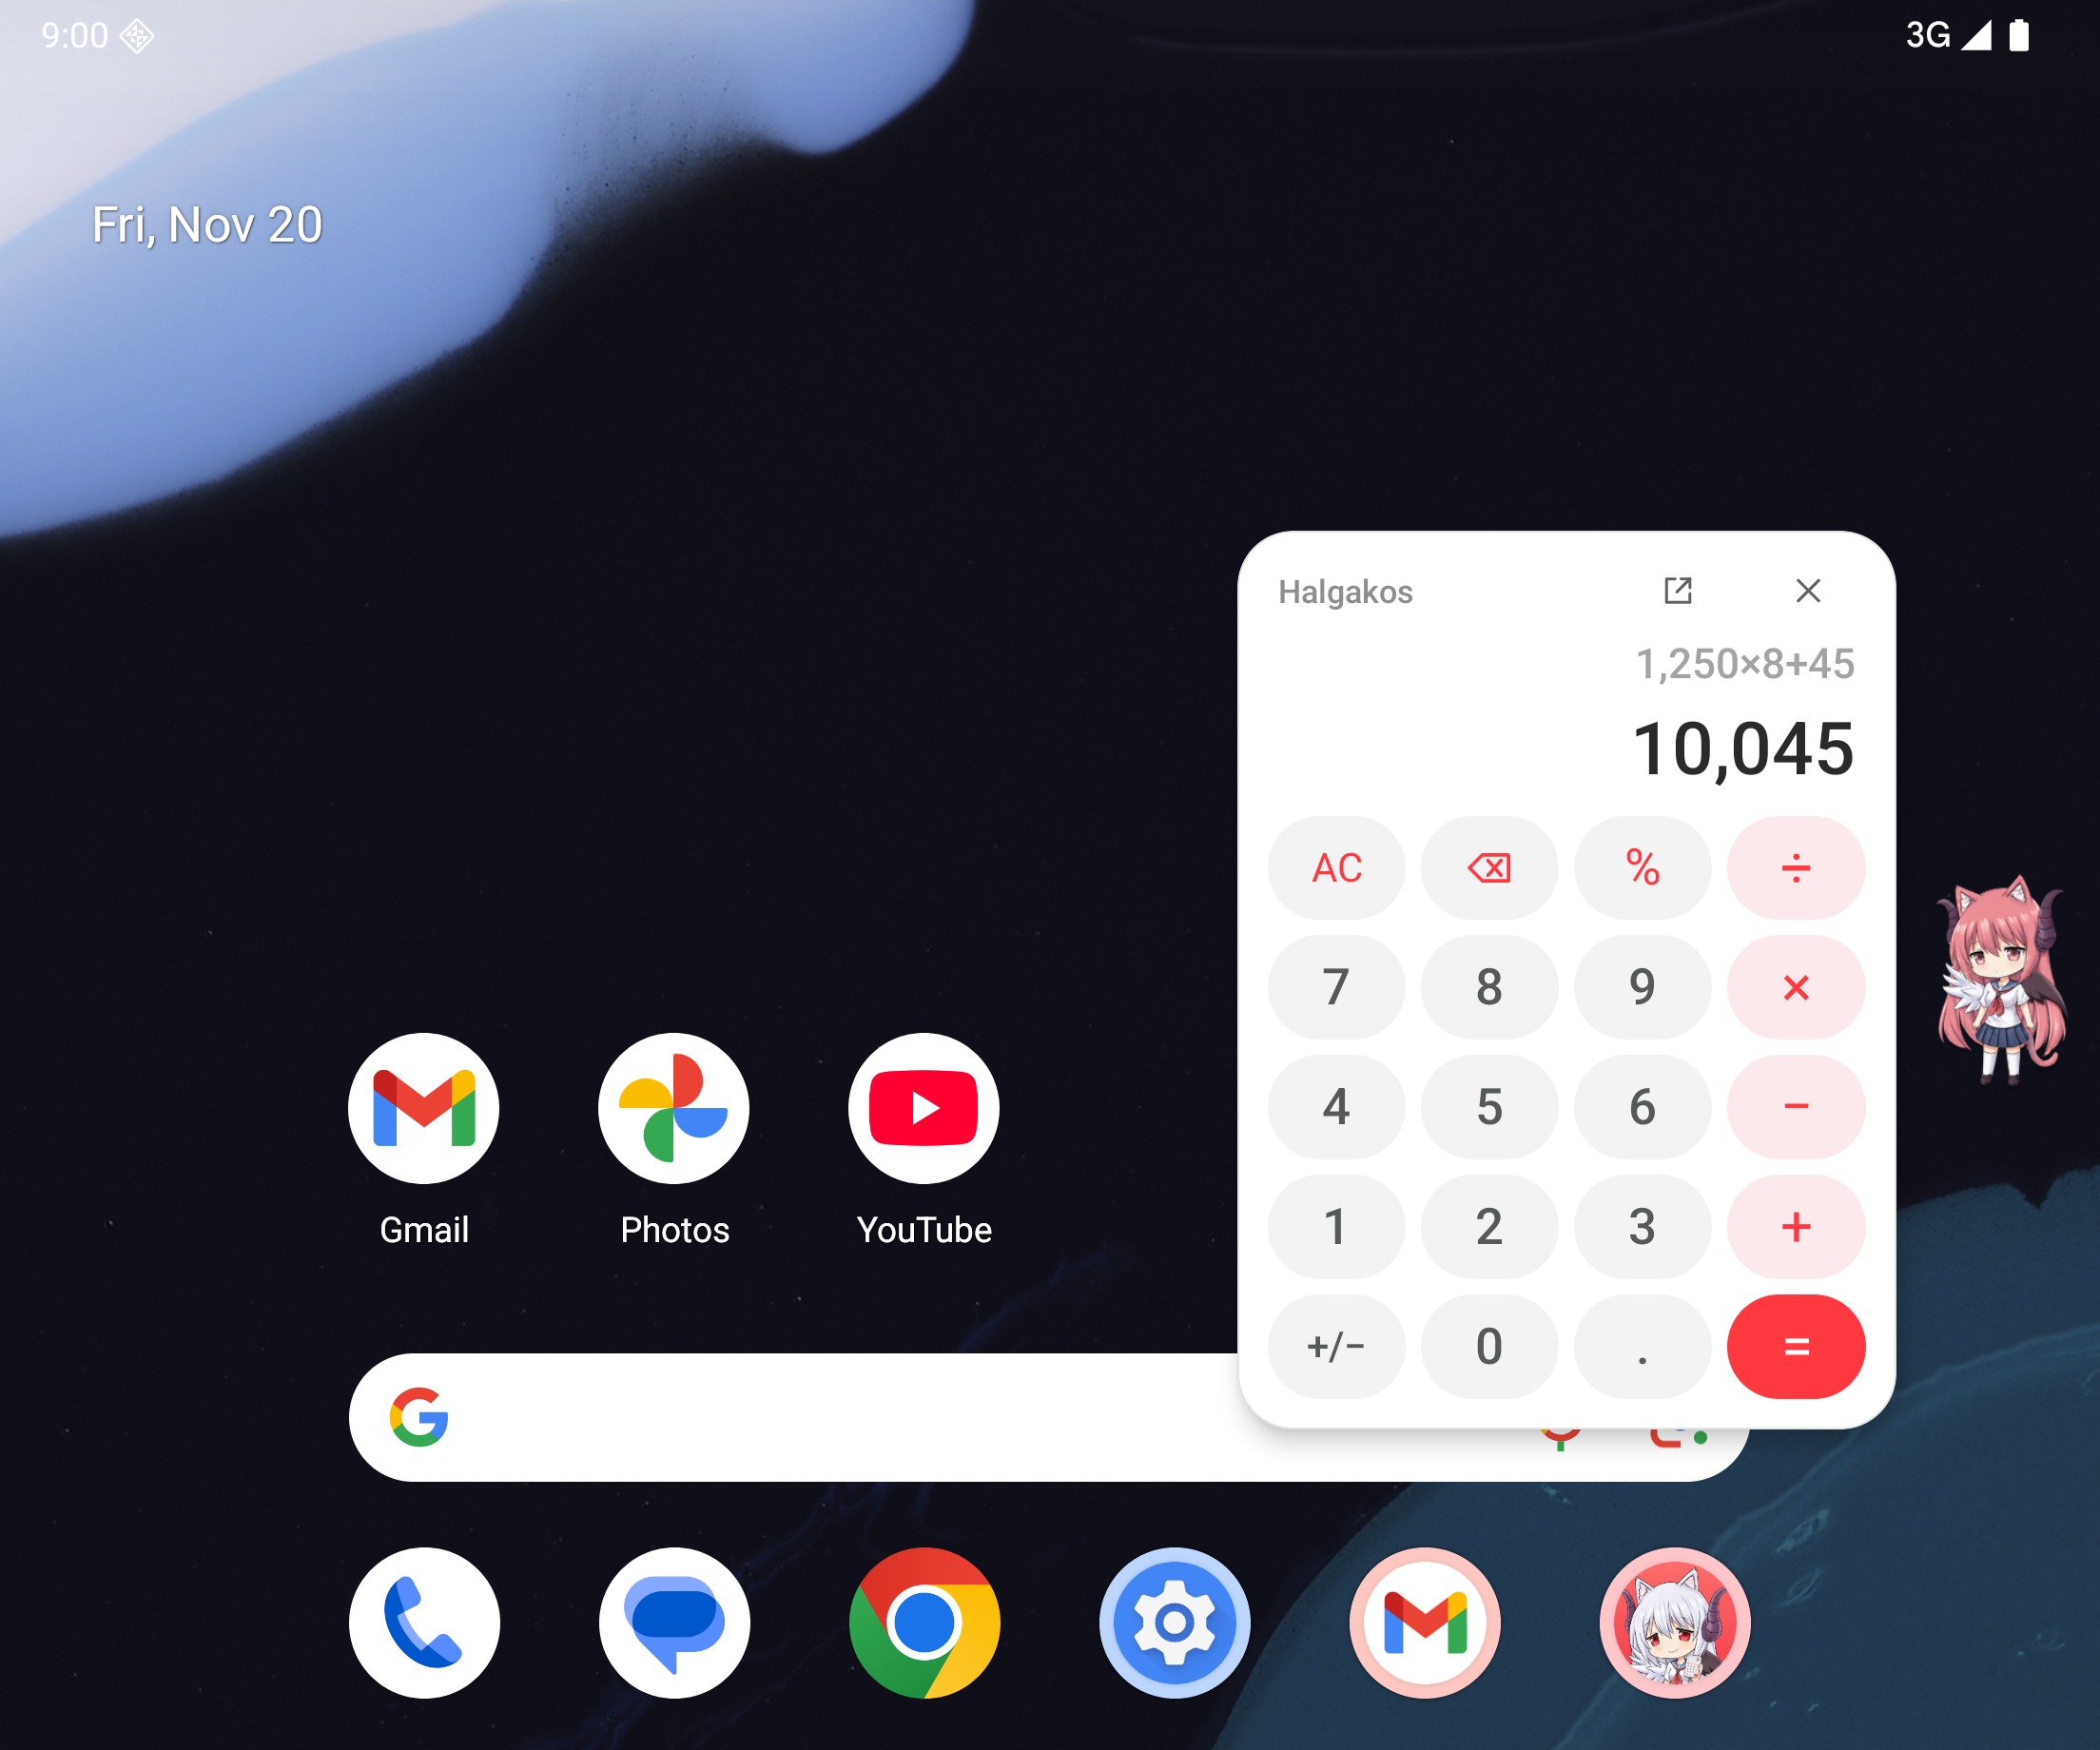 9:00
3G
Fri, Nov 20
Halgakos
1,250×8+45
10,045
AC % ÷
7 8 9 ×
4 5 6 −
1 2 3 +
+/− 0 . =
Gmail Photos YouTube